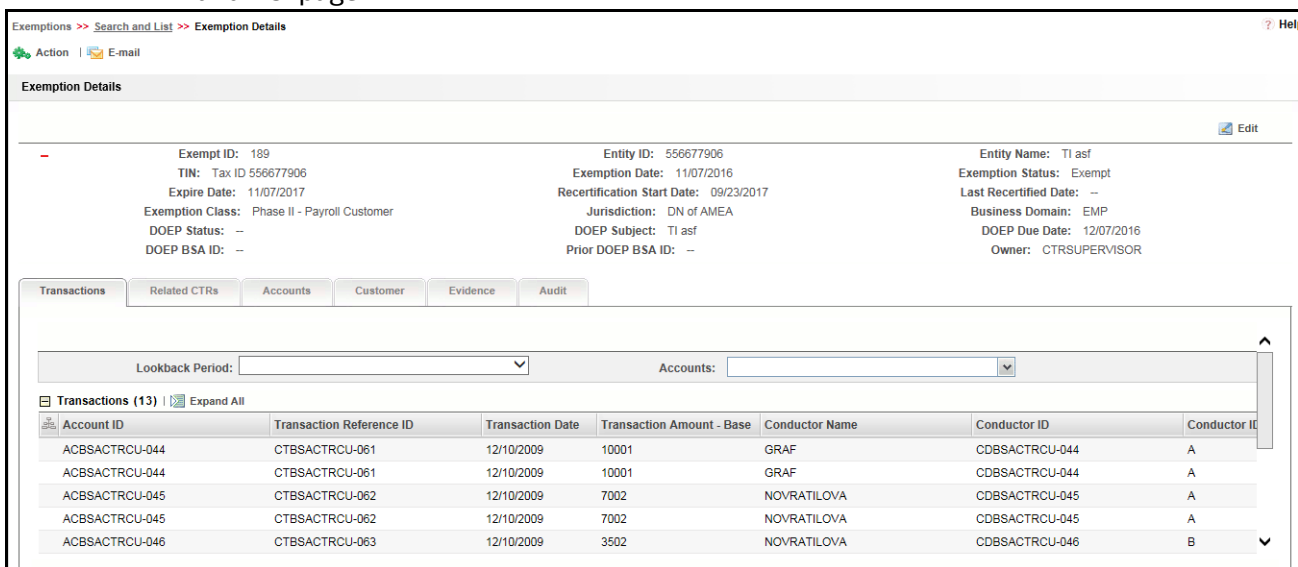 Exemptions >> Search and List >> Exemption Details ? Hel
Action | E-mail
Exemption Details
Edit
Exempt ID: 189 Entity ID: 556677906 Entity Name: TI asf
TIN: Tax ID 556677906 Exemption Date: 11/07/2016 Exemption Status: Exempt
Expire Date: 11/07/2017 Recertification Start Date: 09/23/2017 Last Recertified Date: --
Exemption Class: Phase II - Payroll Customer Jurisdiction: DN of AMEA Business Domain: EMP
DOEP Status: -- DOEP Subject: TI asf DOEP Due Date: 12/07/2016
DOEP BSA ID: -- Prior DOEP BSA ID: -- Owner: CTRSUPERVISOR
Transactions Related CTRs Accounts Customer Evidence Audit
Lookback Period: Accounts:
Transactions (13) | Expand All
Account ID Transaction Reference ID Transaction Date Transaction Amount - Base Conductor Name Conductor ID Conductor ID
ACBSACTRCU-044 CTBSACTRCU-061 12/10/2009 10001 GRAF CDBSACTRCU-044 A
ACBSACTRCU-044 CTBSACTRCU-061 12/10/2009 10001 GRAF CDBSACTRCU-044 A
ACBSACTRCU-045 CTBSACTRCU-062 12/10/2009 7002 NOVRATILOVA CDBSACTRCU-045 A
ACBSACTRCU-045 CTBSACTRCU-062 12/10/2009 7002 NOVRATILOVA CDBSACTRCU-045 A
ACBSACTRCU-046 CTBSACTRCU-063 12/10/2009 3502 NOVRATILOVA CDBSACTRCU-046 B